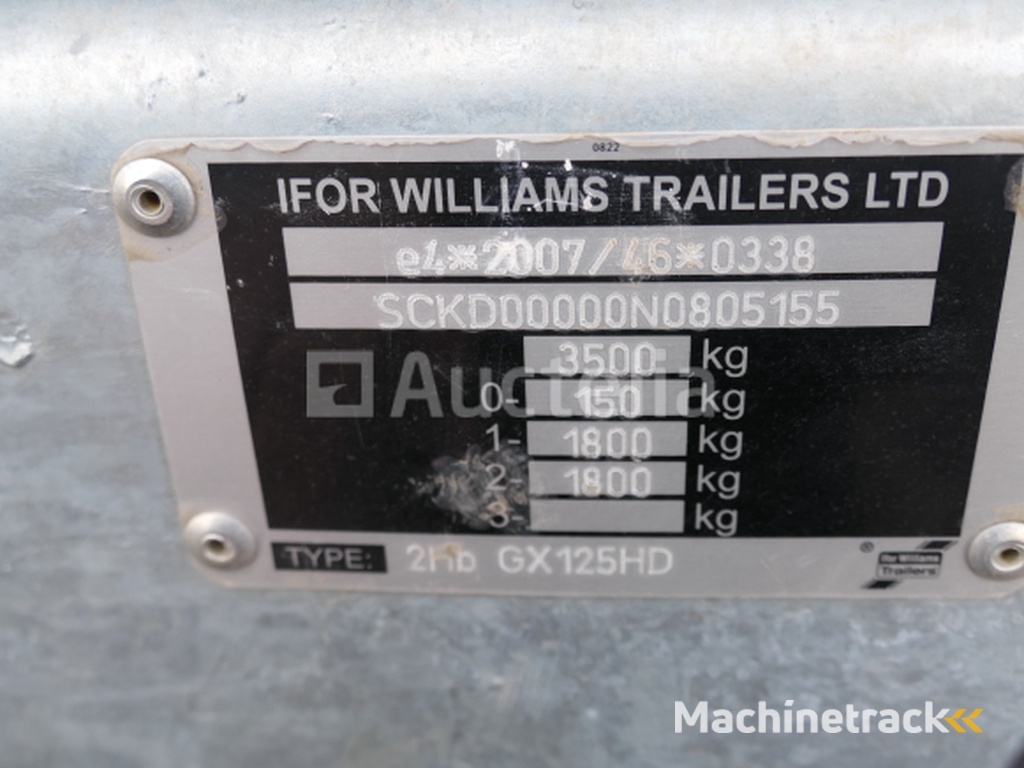 0822
IFOR WILLIAMS TRAILERS LTD
e4*2007/46*0338
SCKD00000N0805155
3500 kg
0- 150 kg
1- 1800 kg
2- 1800 kg
3- kg
TYPE: 2Hb GX125HD
®
Ifor Williams
Trailers
Auctralia
Machinetrack